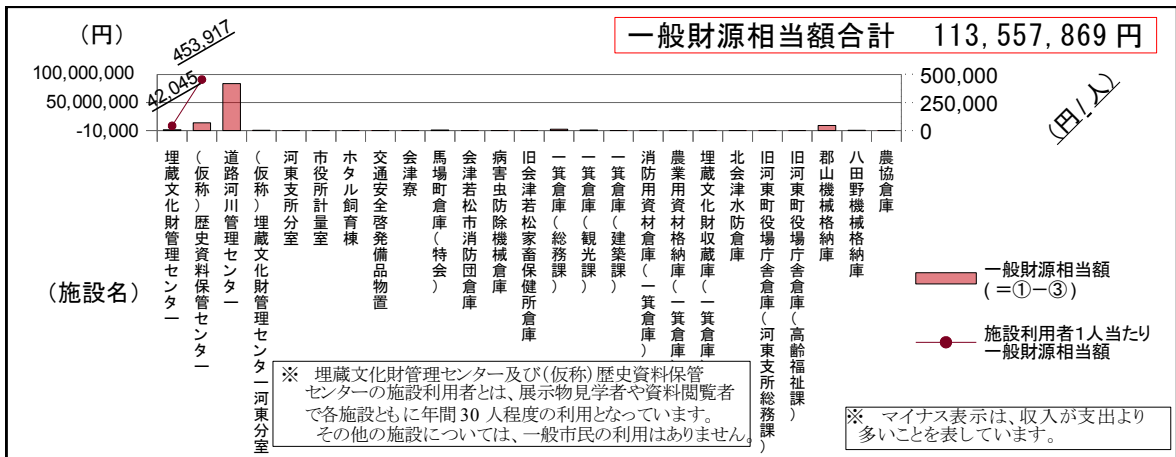 (円)
一般財源相当額合計 113,557,869 円
453,917
42,045
100,000,000
50,000,000
-10,000
500,000
250,000
0
(円/人)
(施設名)
埋蔵文化財管理センター
(仮称)歴史資料保管センター
道路河川管理センター
(仮称)埋蔵文化財管理センター河東分室
河東支所分室
市役所計量室
ホタル飼育棟
交通安全啓発備品物置
会津寮
馬場町倉庫(特会)
会津若松市消防団倉庫
病害虫防除機械倉庫
旧会津若松家畜保健所倉庫
一箕倉庫(総務課)
一箕倉庫(観光課)
一箕倉庫(建築課)
消防用資材倉庫(一箕倉庫)
農業用資材格納庫(一箕倉庫)
埋蔵文化財収蔵庫(一箕倉庫)
北会津水防倉庫
旧河東町役場庁舎倉庫(河東支所総務課)
旧河東町役場庁舎倉庫(高齢福祉課)
郡山機械格納庫
八田野機械格納庫
農協倉庫
一般財源相当額
(=①-③)
施設利用者1人当たり
一般財源相当額
※ 埋蔵文化財管理センター及び(仮称)歴史資料保管
センターの施設利用者とは、展示物見学者や資料閲覧者
で各施設ともに年間30人程度の利用となっています。
その他の施設については、一般市民の利用はありません。
※ マイナス表示は、収入が支出より
多いことを表しています。